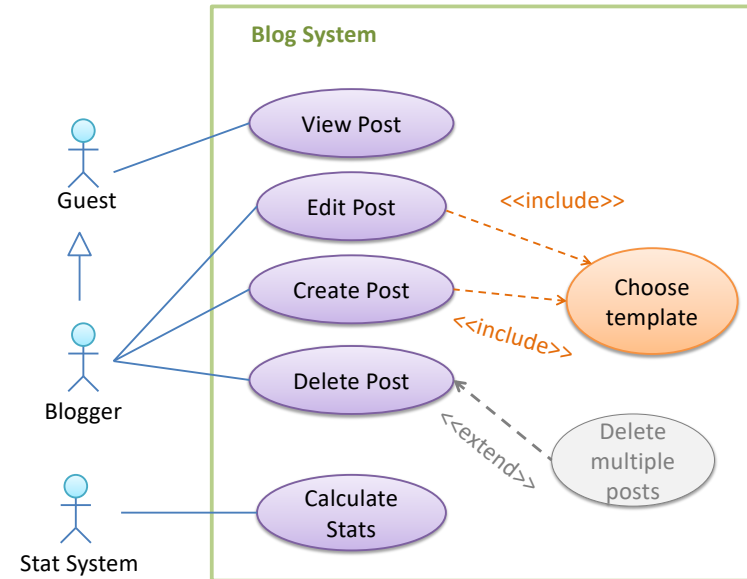 Blog System
View Post
Guest
Edit Post
<<include>>
Create Post
Choose
template
<<include>>
Blogger
Delete Post
<<extend>>
Delete
multiple
posts
Calculate
Stats
Stat System